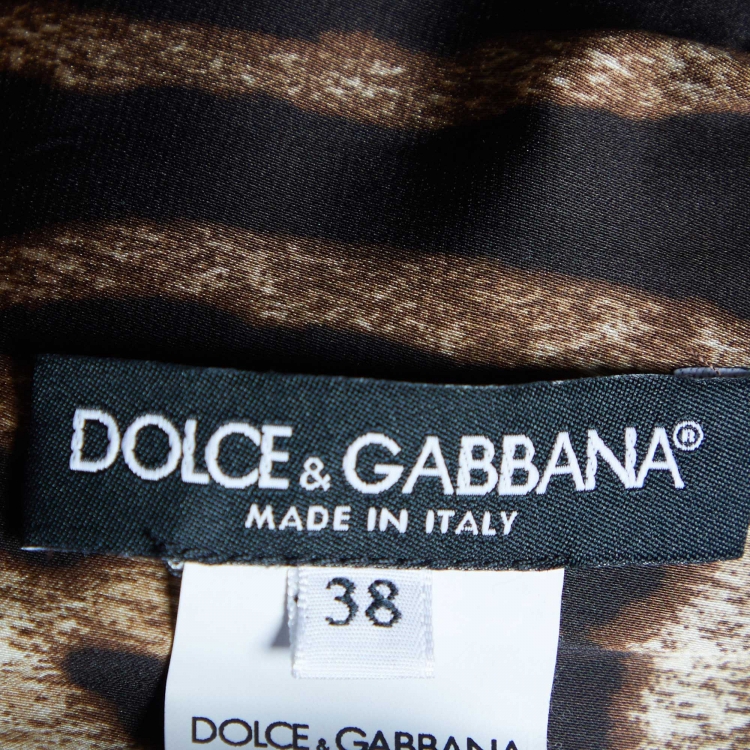 DOLCE & GABBANA®
MADE IN ITALY
38
DOLCE & GABBANA